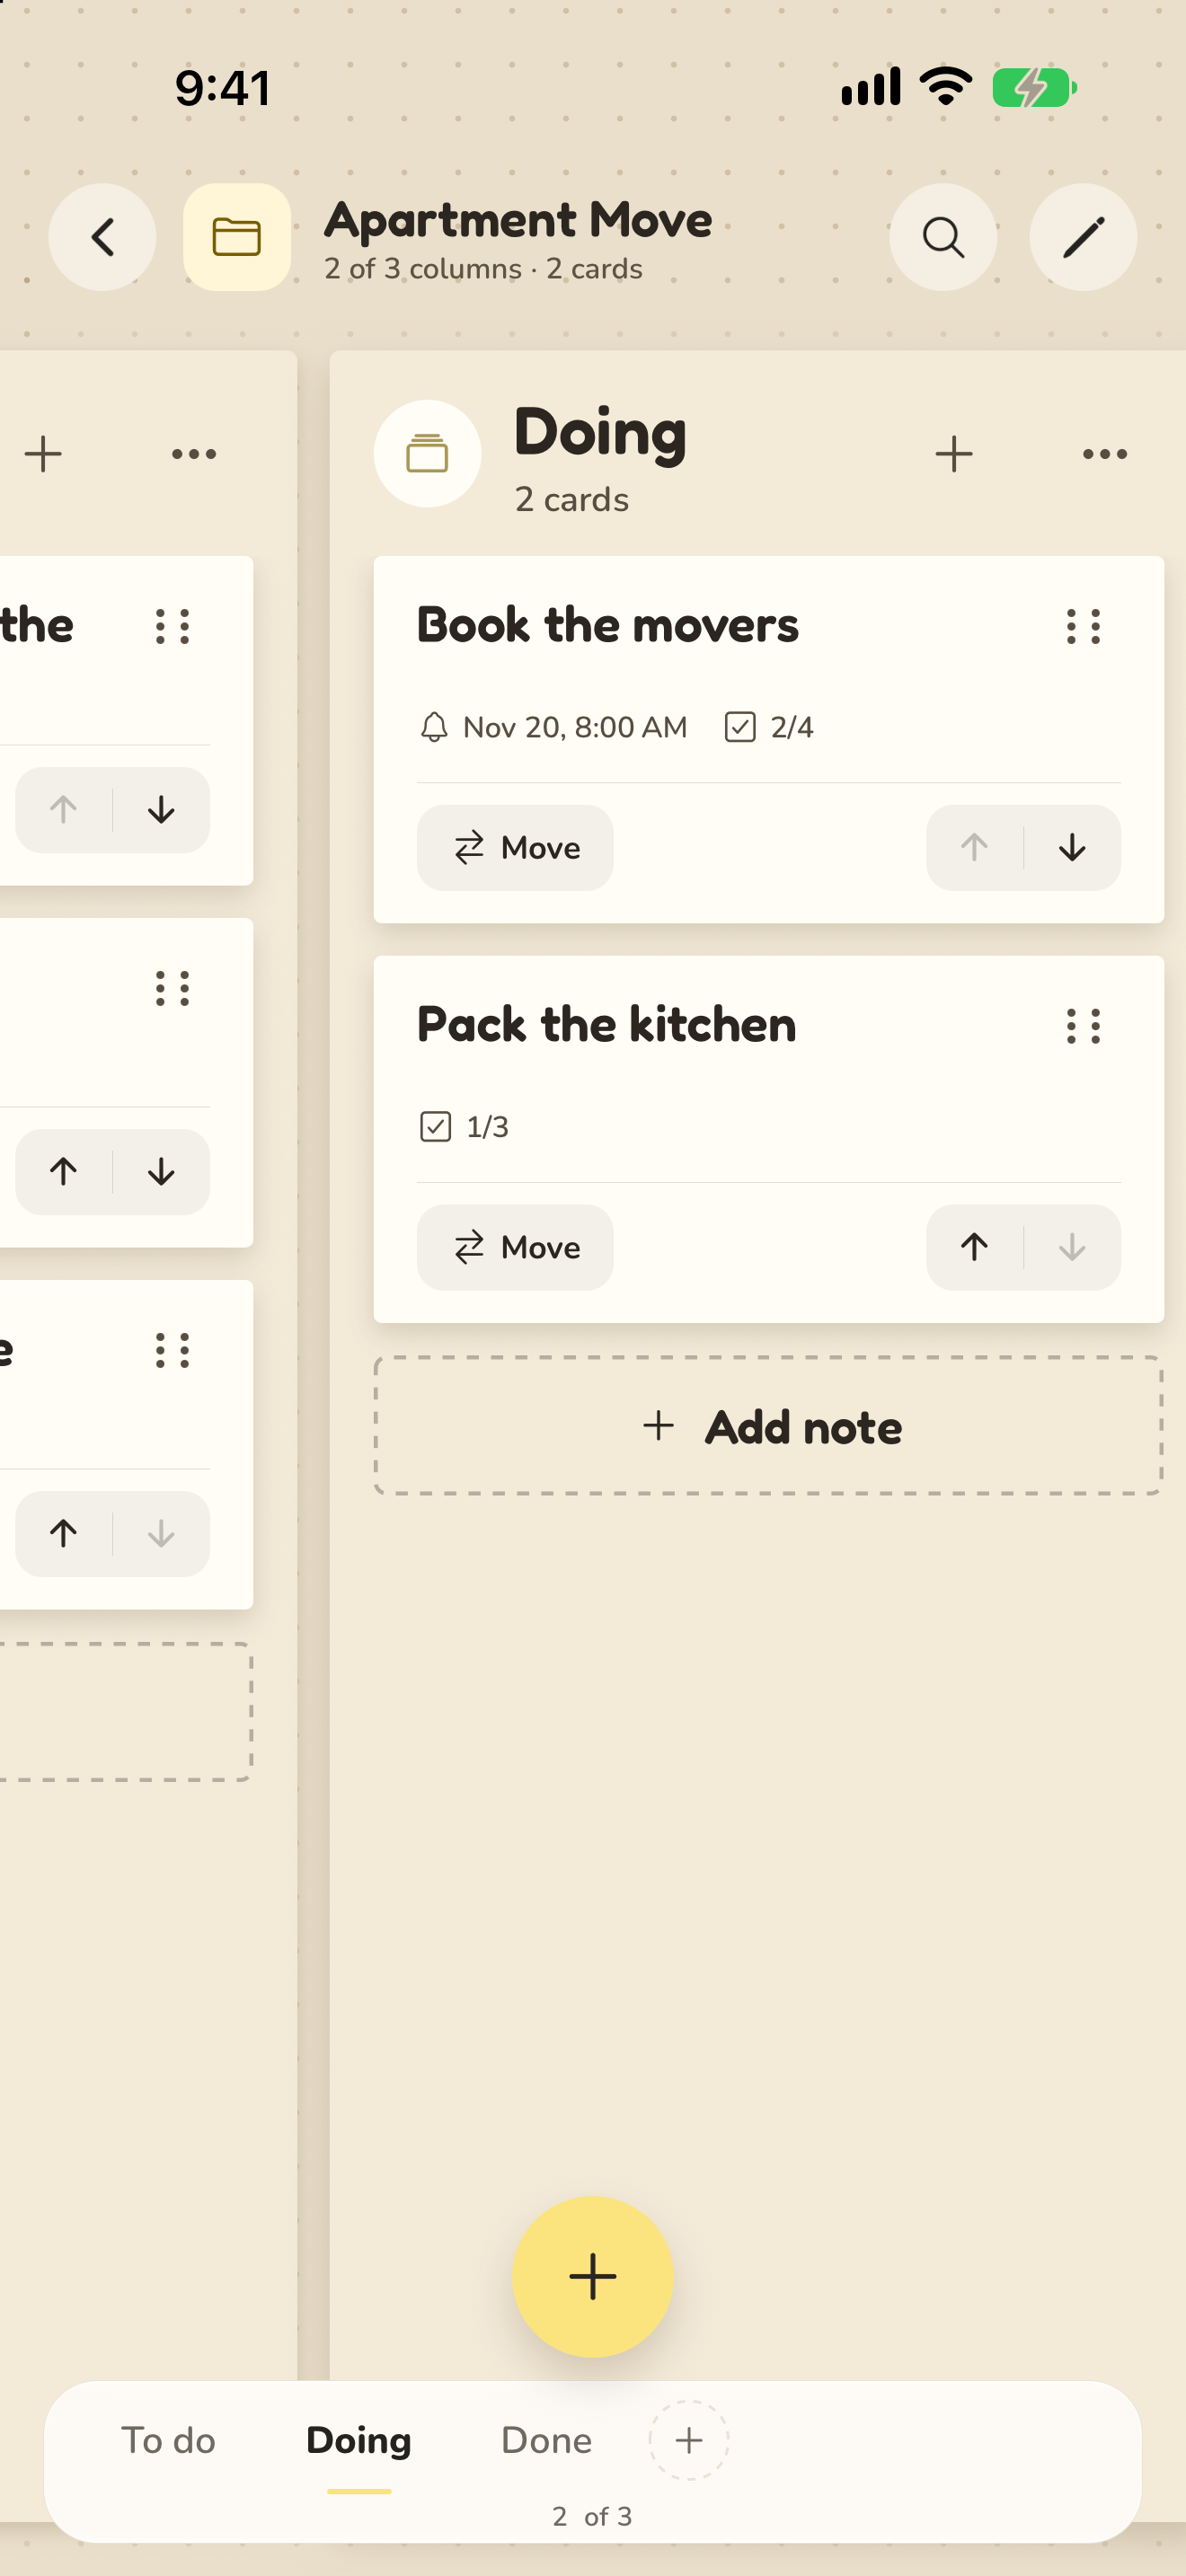 9:41
Apartment Move
2 of 3 columns · 2 cards
Doing
2 cards
the
Book the movers
Nov 20, 8:00 AM 2/4
Move
Pack the kitchen
1/3
Move
e
Add note
To do Doing Done
2 of 3